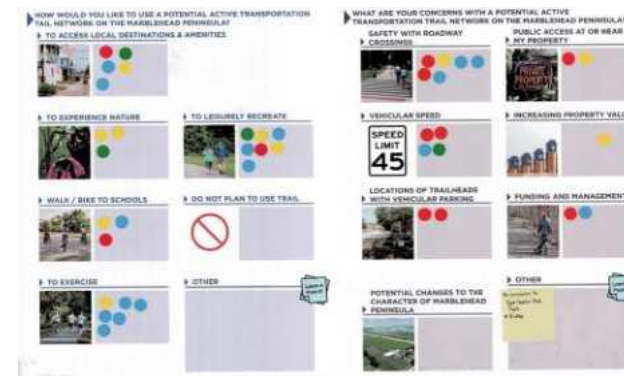 HOW WOULD YOU LIKE TO USE A POTENTIAL ACTIVE TRANSPORTATION
TAIL NETWORK ON THE MARBLEHEAD PENINSULA?
TO ACCESS LOCAL DESTINATIONS & AMENITIES
TO EXPERIENCE NATURE
TO LEISURELY RECREATE
WALK / BIKE TO SCHOOLS
DO NOT PLAN TO USE TRAIL
TO EXERCISE
OTHER
WHAT ARE YOUR CONCERNS WITH A POTENTIAL ACTIVE
TRANSPORTATION TRAIL NETWORK ON THE MARBLEHEAD PENINSULA
SAFETY WITH ROADWAY
CROSSINGS
PUBLIC ACCESS AT OR NEAR
MY PROPERTY
PRIVATE
PROPERTY
VEHICULAR SPEED
SPEED
LIMIT
45
INCREASING PROPERTY VALU
LOCATIONS OF TRAILHEADS
WITH VEHICULAR PARKING
FUNDING AND MANAGEMENT
POTENTIAL CHANGES TO THE
CHARACTER OF MARBLEHEAD
PENINSULA
OTHER